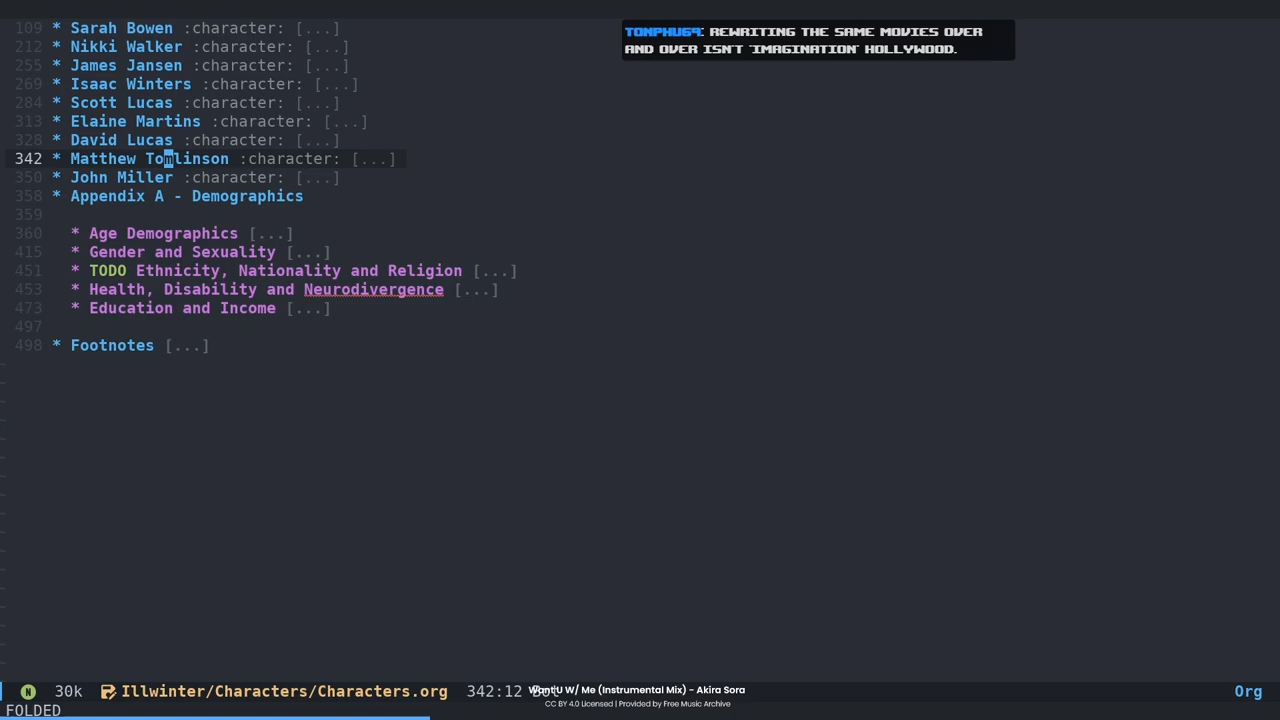 109 * Sarah Bowen :character: [...]
212 * Nikki Walker :character: [...]
255 * James Jansen :character: [...]
269 * Isaac Winters :character: [...]
284 * Scott Lucas :character: [...]
313 * Elaine Martins :character: [...]
328 * David Lucas :character: [...]
342 * Matthew Tomlinson :character: [...]
350 * John Miller :character: [...]
358 * Appendix A - Demographics
359
360 * Age Demographics [...]
415 * Gender and Sexuality [...]
451 * TODO Ethnicity, Nationality and Religion [...]
453 * Health, Disability and Neurodivergence [...]
473 * Education and Income [...]
497
498 * Footnotes [...]
TONPHU69: REWRITING THE SAME MOVIES OVER
AND OVER ISN'T "IMAGINATION" HOLLYWOOD.
N 30k Illwinter/Characters/Characters.org 342:12 Org
Want U W/ Me (Instrumental Mix) - Akira Sora
CC BY 4.0 Licensed | Provided by Free Music Archive
FOLDED